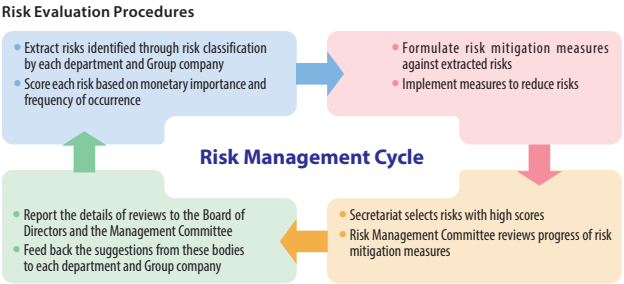 Risk Evaluation Procedures
• Extract risks identified through risk classification
by each department and Group company
• Score each risk based on monetary importance and
frequency of occurrence
• Formulate risk mitigation measures
against extracted risks
• Implement measures to reduce risks
Risk Management Cycle
• Report the details of reviews to the Board of
Directors and the Management Committee
• Feed back the suggestions from these bodies
to each department and Group company
• Secretariat selects risks with high scores
• Risk Management Committee reviews progress of risk
mitigation measures